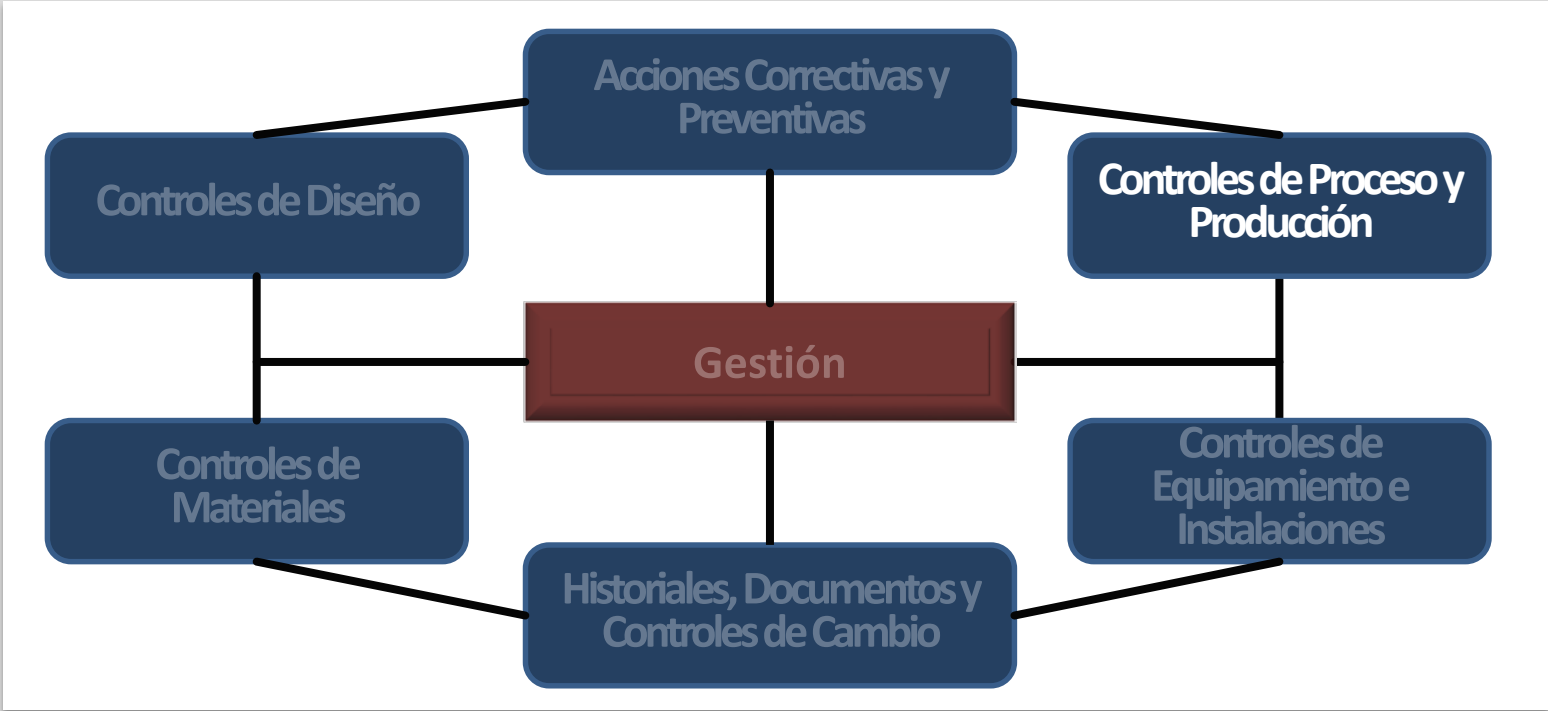 Acciones Correctivas y
Preventivas
Controles de Diseño
Controles de Proceso y
Producción
Gestión
Controles de
Materiales
Controles de
Equipamiento e
Instalaciones
Historiales, Documentos y
Controles de Cambio